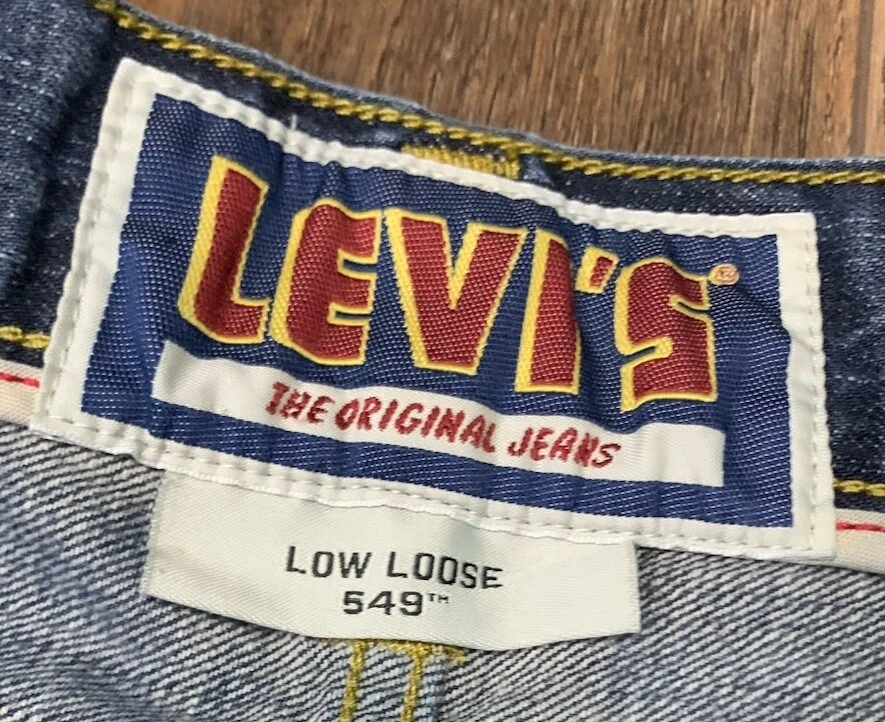 LEVI'S®
THE ORIGINAL JEANS
LOW LOOSE
549™